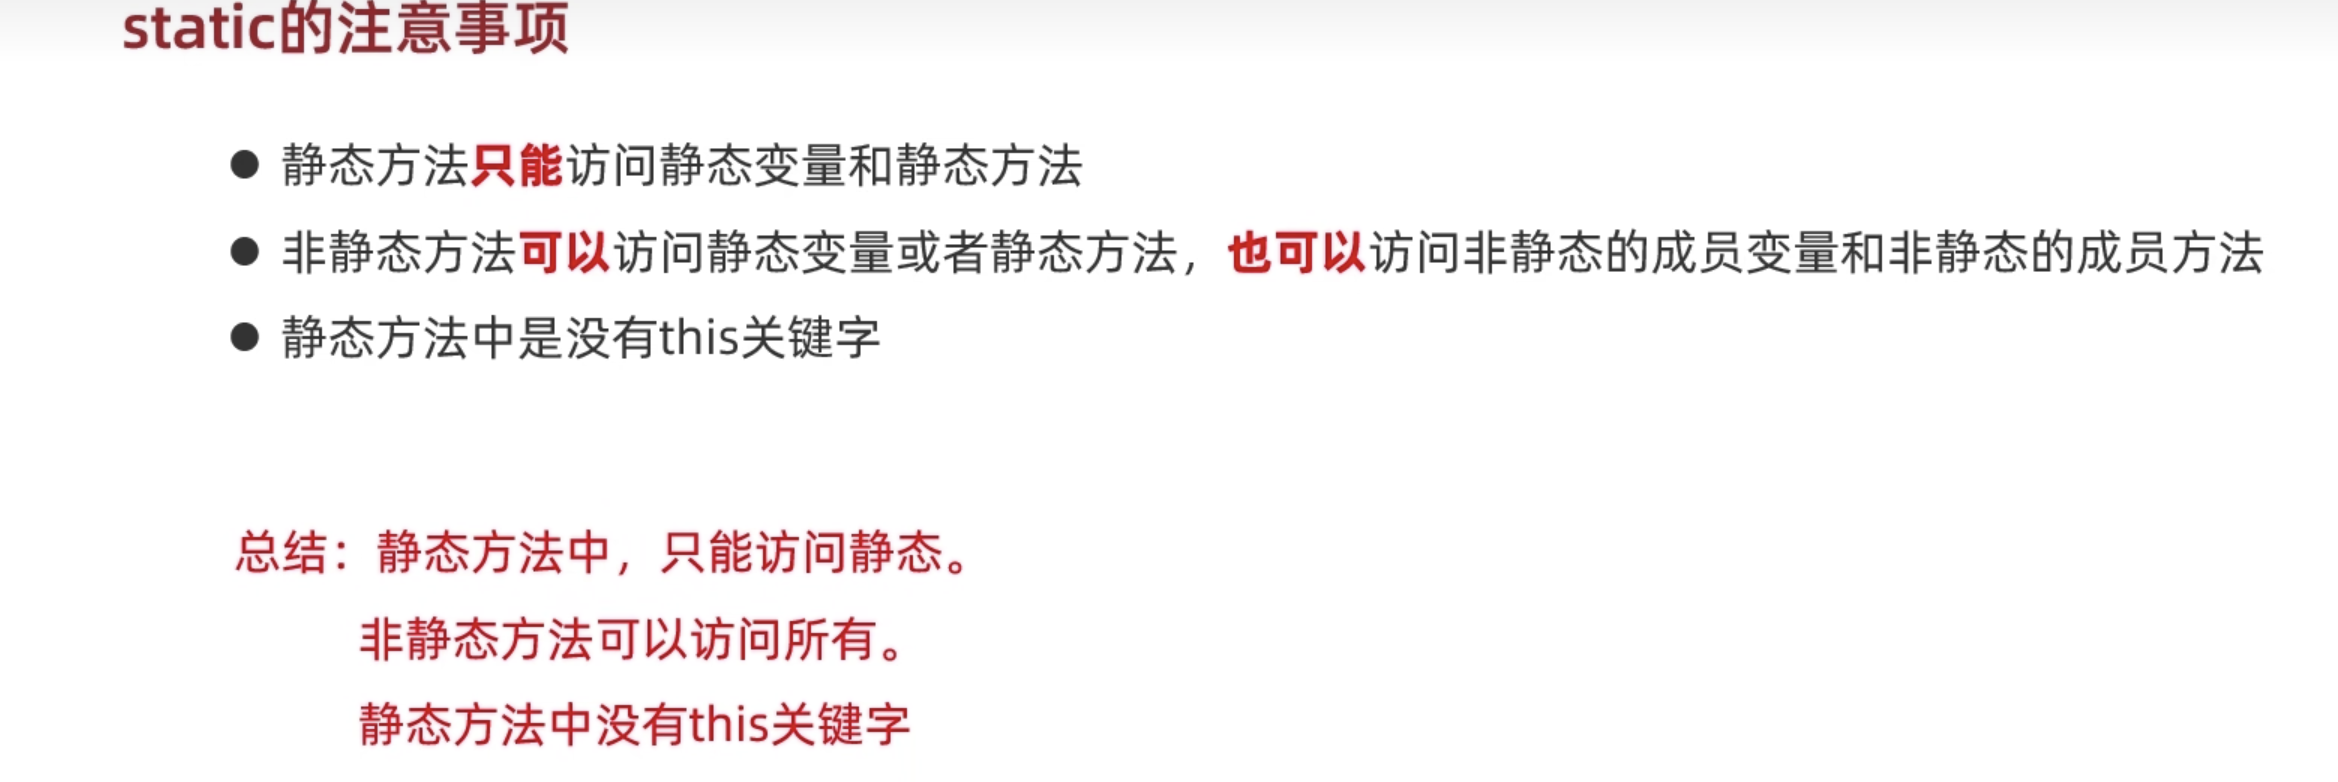 static的注意事项
● 静态方法只能访问静态变量和静态方法
● 非静态方法可以访问静态变量或者静态方法，也可以访问非静态的成员变量和非静态的成员方法
● 静态方法中是没有this关键字
总结：静态方法中，只能访问静态。
非静态方法可以访问所有。
静态方法中没有this关键字